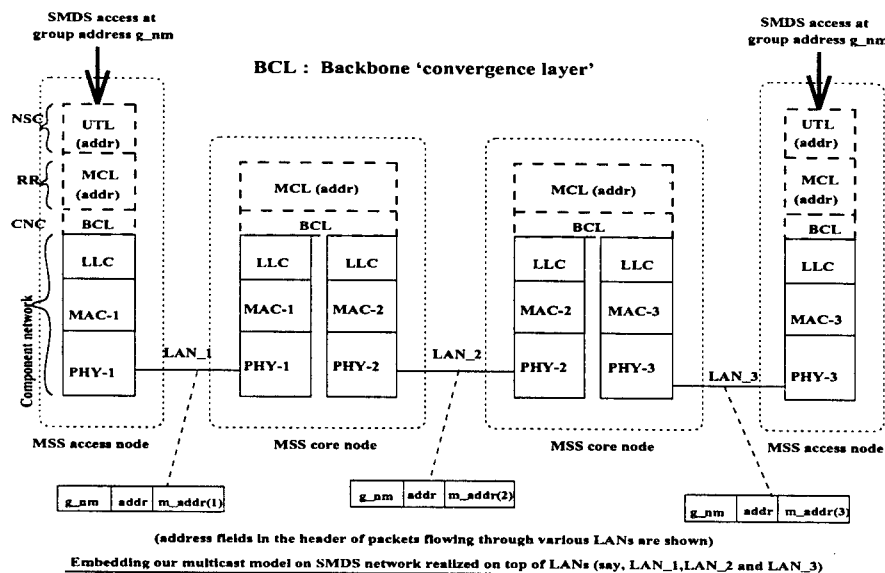 SMDS access at
group address g_nm
SMDS access at
group address g_nm
BCL : Backbone ‘convergence layer’
NSC
UTL
(addr)
RR
MCL
(addr)
CNC
BCL
Component network
LLC
MAC-1
PHY-1
MSS access node
LAN_1
MCL (addr)
BCL
LLC
LLC
MAC-1
MAC-2
PHY-1
PHY-2
MSS core node
LAN_2
MCL (addr)
BCL
LLC
LLC
MAC-2
MAC-3
PHY-2
PHY-3
MSS core node
LAN_3
UTL
(addr)
MCL
(addr)
BCL
LLC
MAC-3
PHY-3
MSS access node
g_nm addr m_addr(1)
g_nm addr m_addr(2)
g_nm addr m_addr(3)
(address fields in the header of packets flowing through various LANs are shown)
Embedding our multicast model on SMDS network realized on top of LANs (say, LAN_1,LAN_2 and LAN_3)